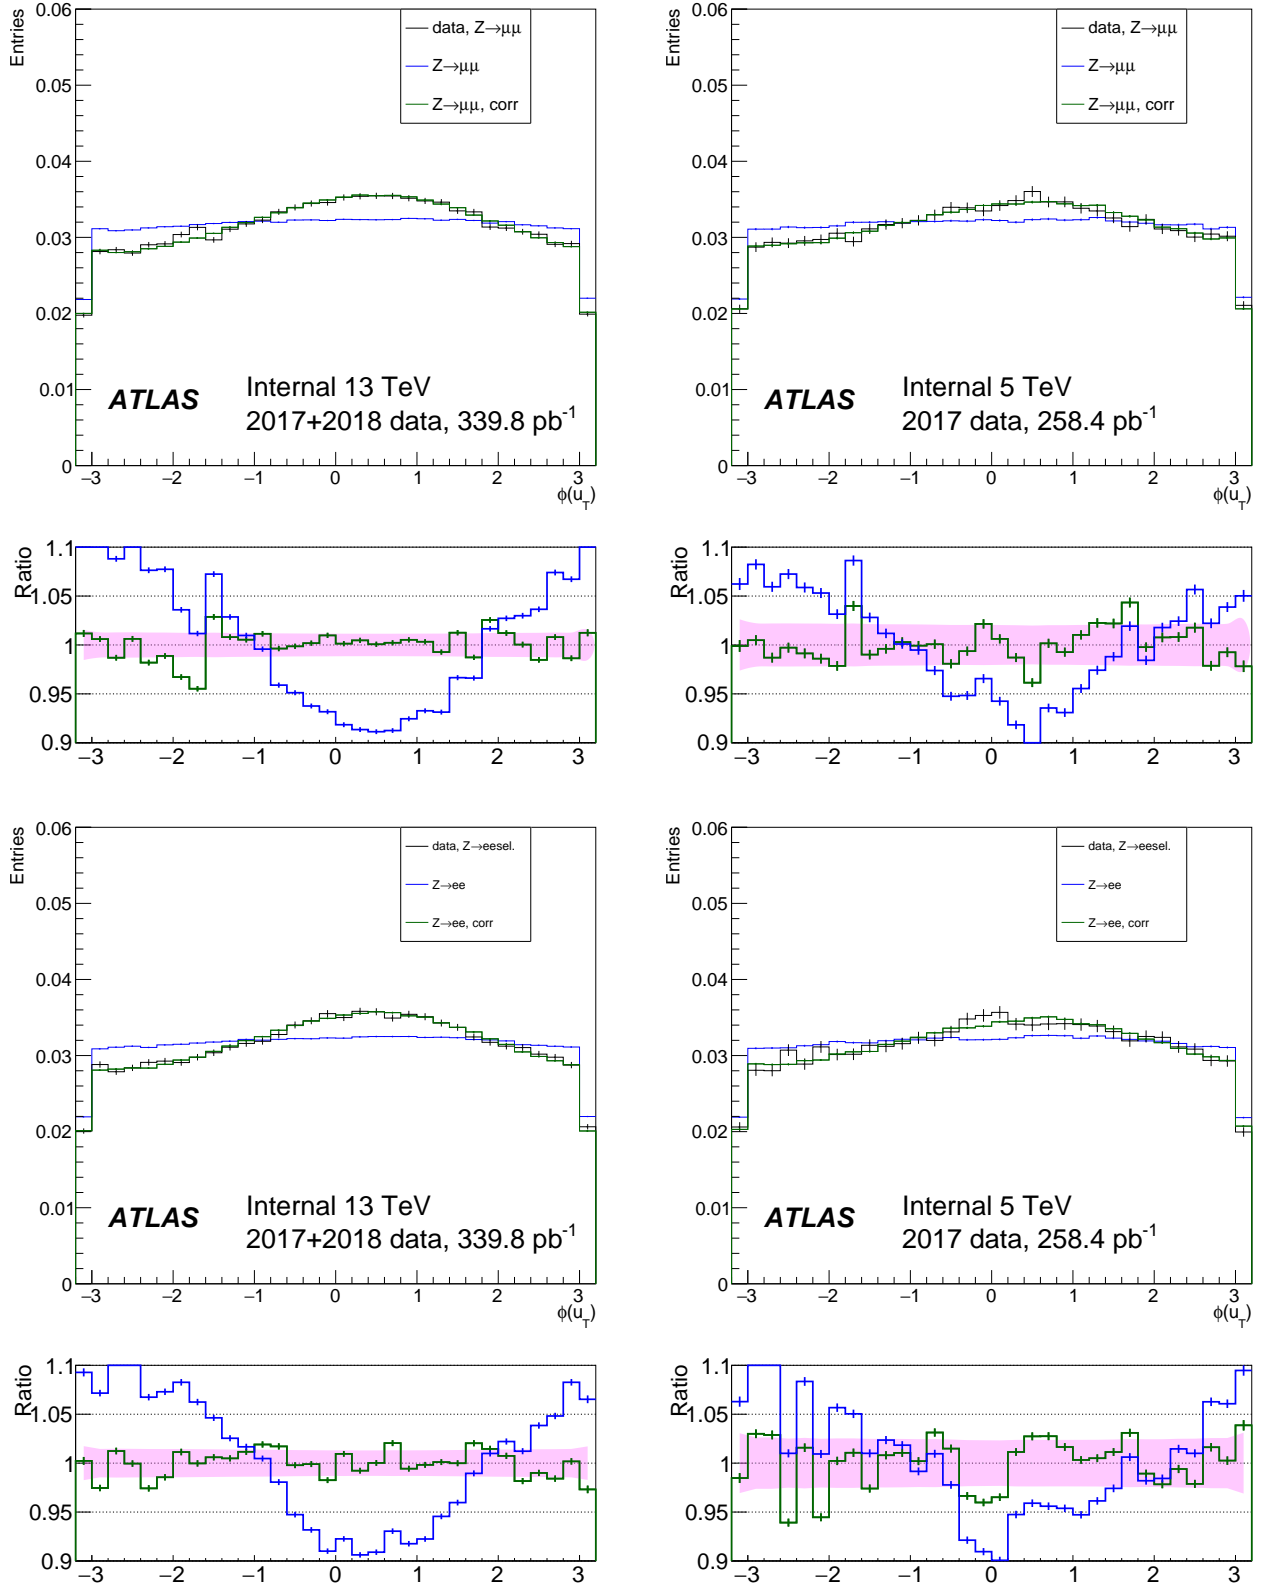 Entries
0.06
0.05
0.04
0.03
0.02
0.01
0
data, Z→μμ
Z→μμ
Z→μμ, corr
ATLAS Internal 13 TeV
2017+2018 data, 339.8 pb⁻¹
−3 −2 −1 0 1 2 3
ϕ(u_T)
Ratio
1.1
1.05
1
0.95
0.9
−3 −2 −1 0 1 2 3
Entries
0.06
0.05
0.04
0.03
0.02
0.01
0
data, Z→μμ
Z→μμ
Z→μμ, corr
ATLAS Internal 5 TeV
2017 data, 258.4 pb⁻¹
−3 −2 −1 0 1 2 3
ϕ(u_T)
Ratio
1.1
1.05
1
0.95
0.9
−3 −2 −1 0 1 2 3
Entries
0.06
0.05
0.04
0.03
0.02
0.01
0
data, Z→eesel.
Z→ee
Z→ee, corr
ATLAS Internal 13 TeV
2017+2018 data, 339.8 pb⁻¹
−3 −2 −1 0 1 2 3
ϕ(u_T)
Ratio
1.1
1.05
1
0.95
0.9
−3 −2 −1 0 1 2 3
Entries
0.06
0.05
0.04
0.03
0.02
0.01
0
data, Z→eesel.
Z→ee
Z→ee, corr
ATLAS Internal 5 TeV
2017 data, 258.4 pb⁻¹
−3 −2 −1 0 1 2 3
ϕ(u_T)
Ratio
1.1
1.05
1
0.95
0.9
−3 −2 −1 0 1 2 3